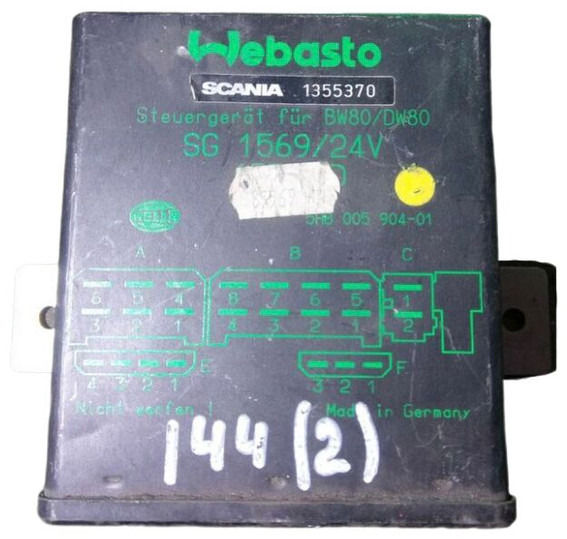 Webasto
SCANIA 1355370
Steuergerät für BW80/DW80
SG 1569/24V
HELLA
5HB 005 904-01
A B C
6 5 4 8 7 6 5 1
3 2 1 4 3 2 1 2
E F
4 3 2 1 3 2 1
Nicht werfen ! Made in Germany
144 (2)